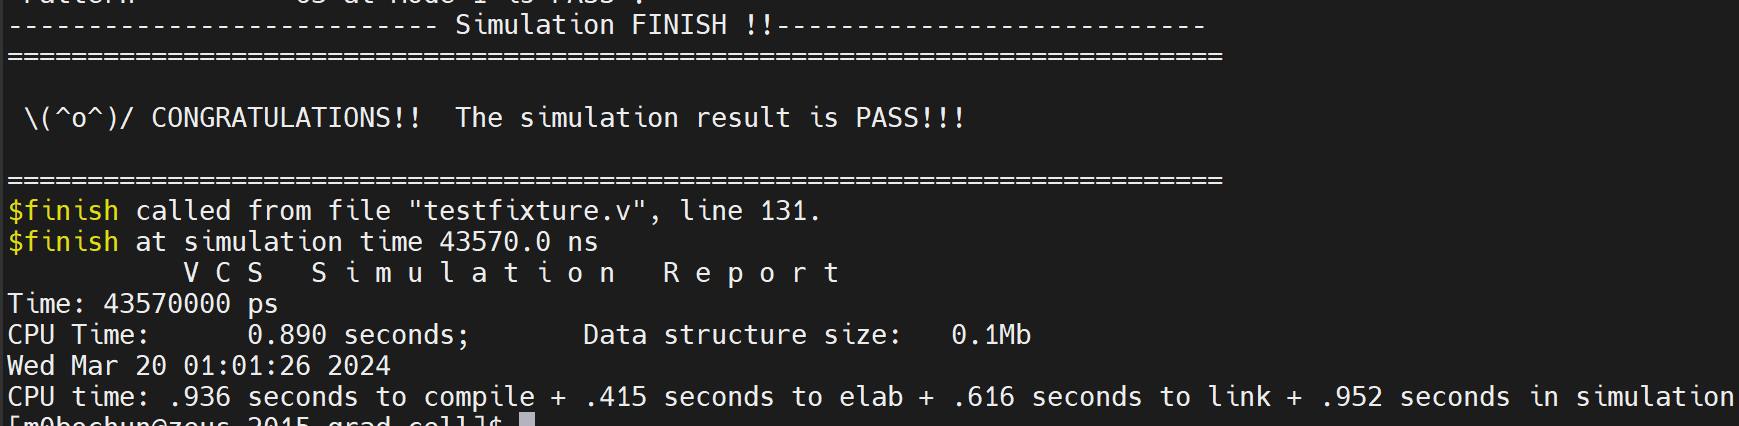 --------------------------- Simulation FINISH !!---------------------------
============================================================================
\(^o^)/ CONGRATULATIONS!!  The simulation result is PASS!!!
============================================================================
$finish called from file "testfixture.v", line 131.
$finish at simulation time 43570.0 ns
V C S   S i m u l a t i o n   R e p o r t
Time: 43570000 ps
CPU Time:      0.890 seconds;       Data structure size:   0.1Mb
Wed Mar 20 01:01:26 2024
CPU time: .936 seconds to compile + .415 seconds to elab + .616 seconds to link + .952 seconds in simulation